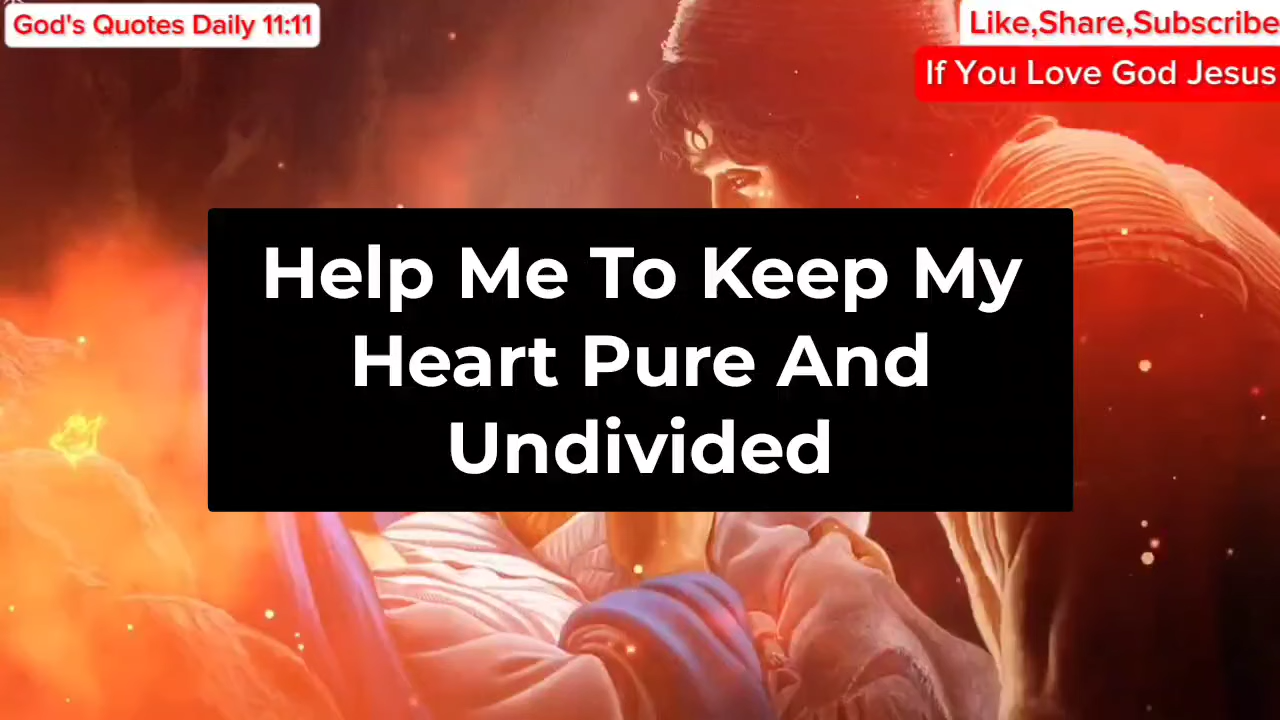 God's Quotes Daily 11:11
Like,Share,Subscribe
If You Love God Jesus
Help Me To Keep My
Heart Pure And
Undivided